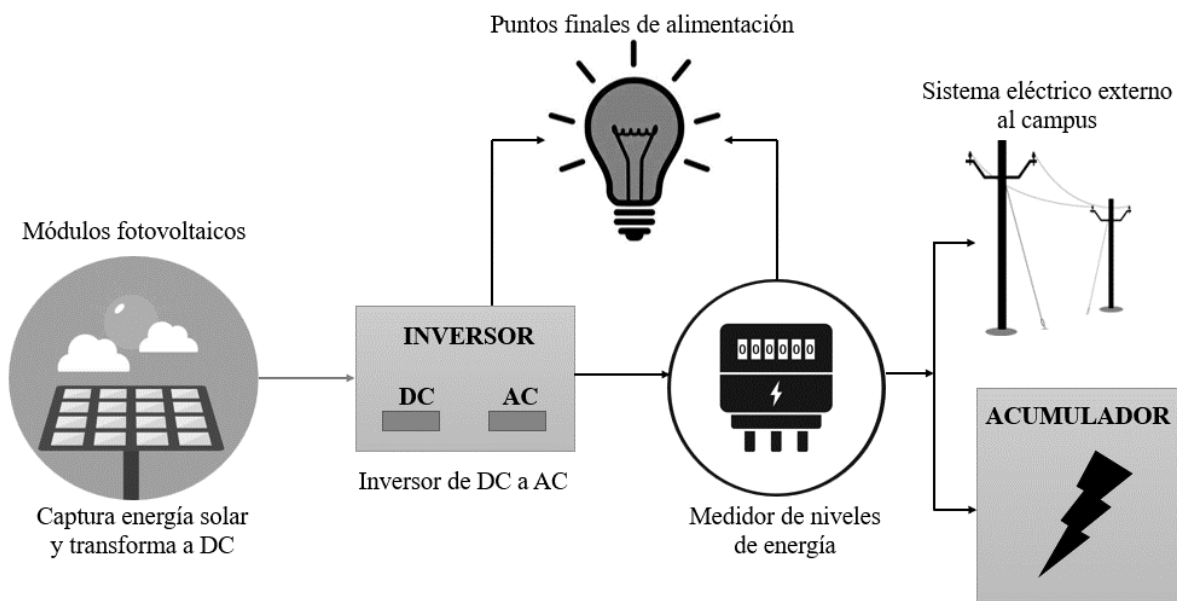 Puntos finales de alimentación
Sistema eléctrico externo
al campus
Módulos fotovoltaicos
INVERSOR
DC
AC
000000
ACUMULADOR
Inversor de DC a AC
Captura energía solar
y transforma a DC
Medidor de niveles
de energía